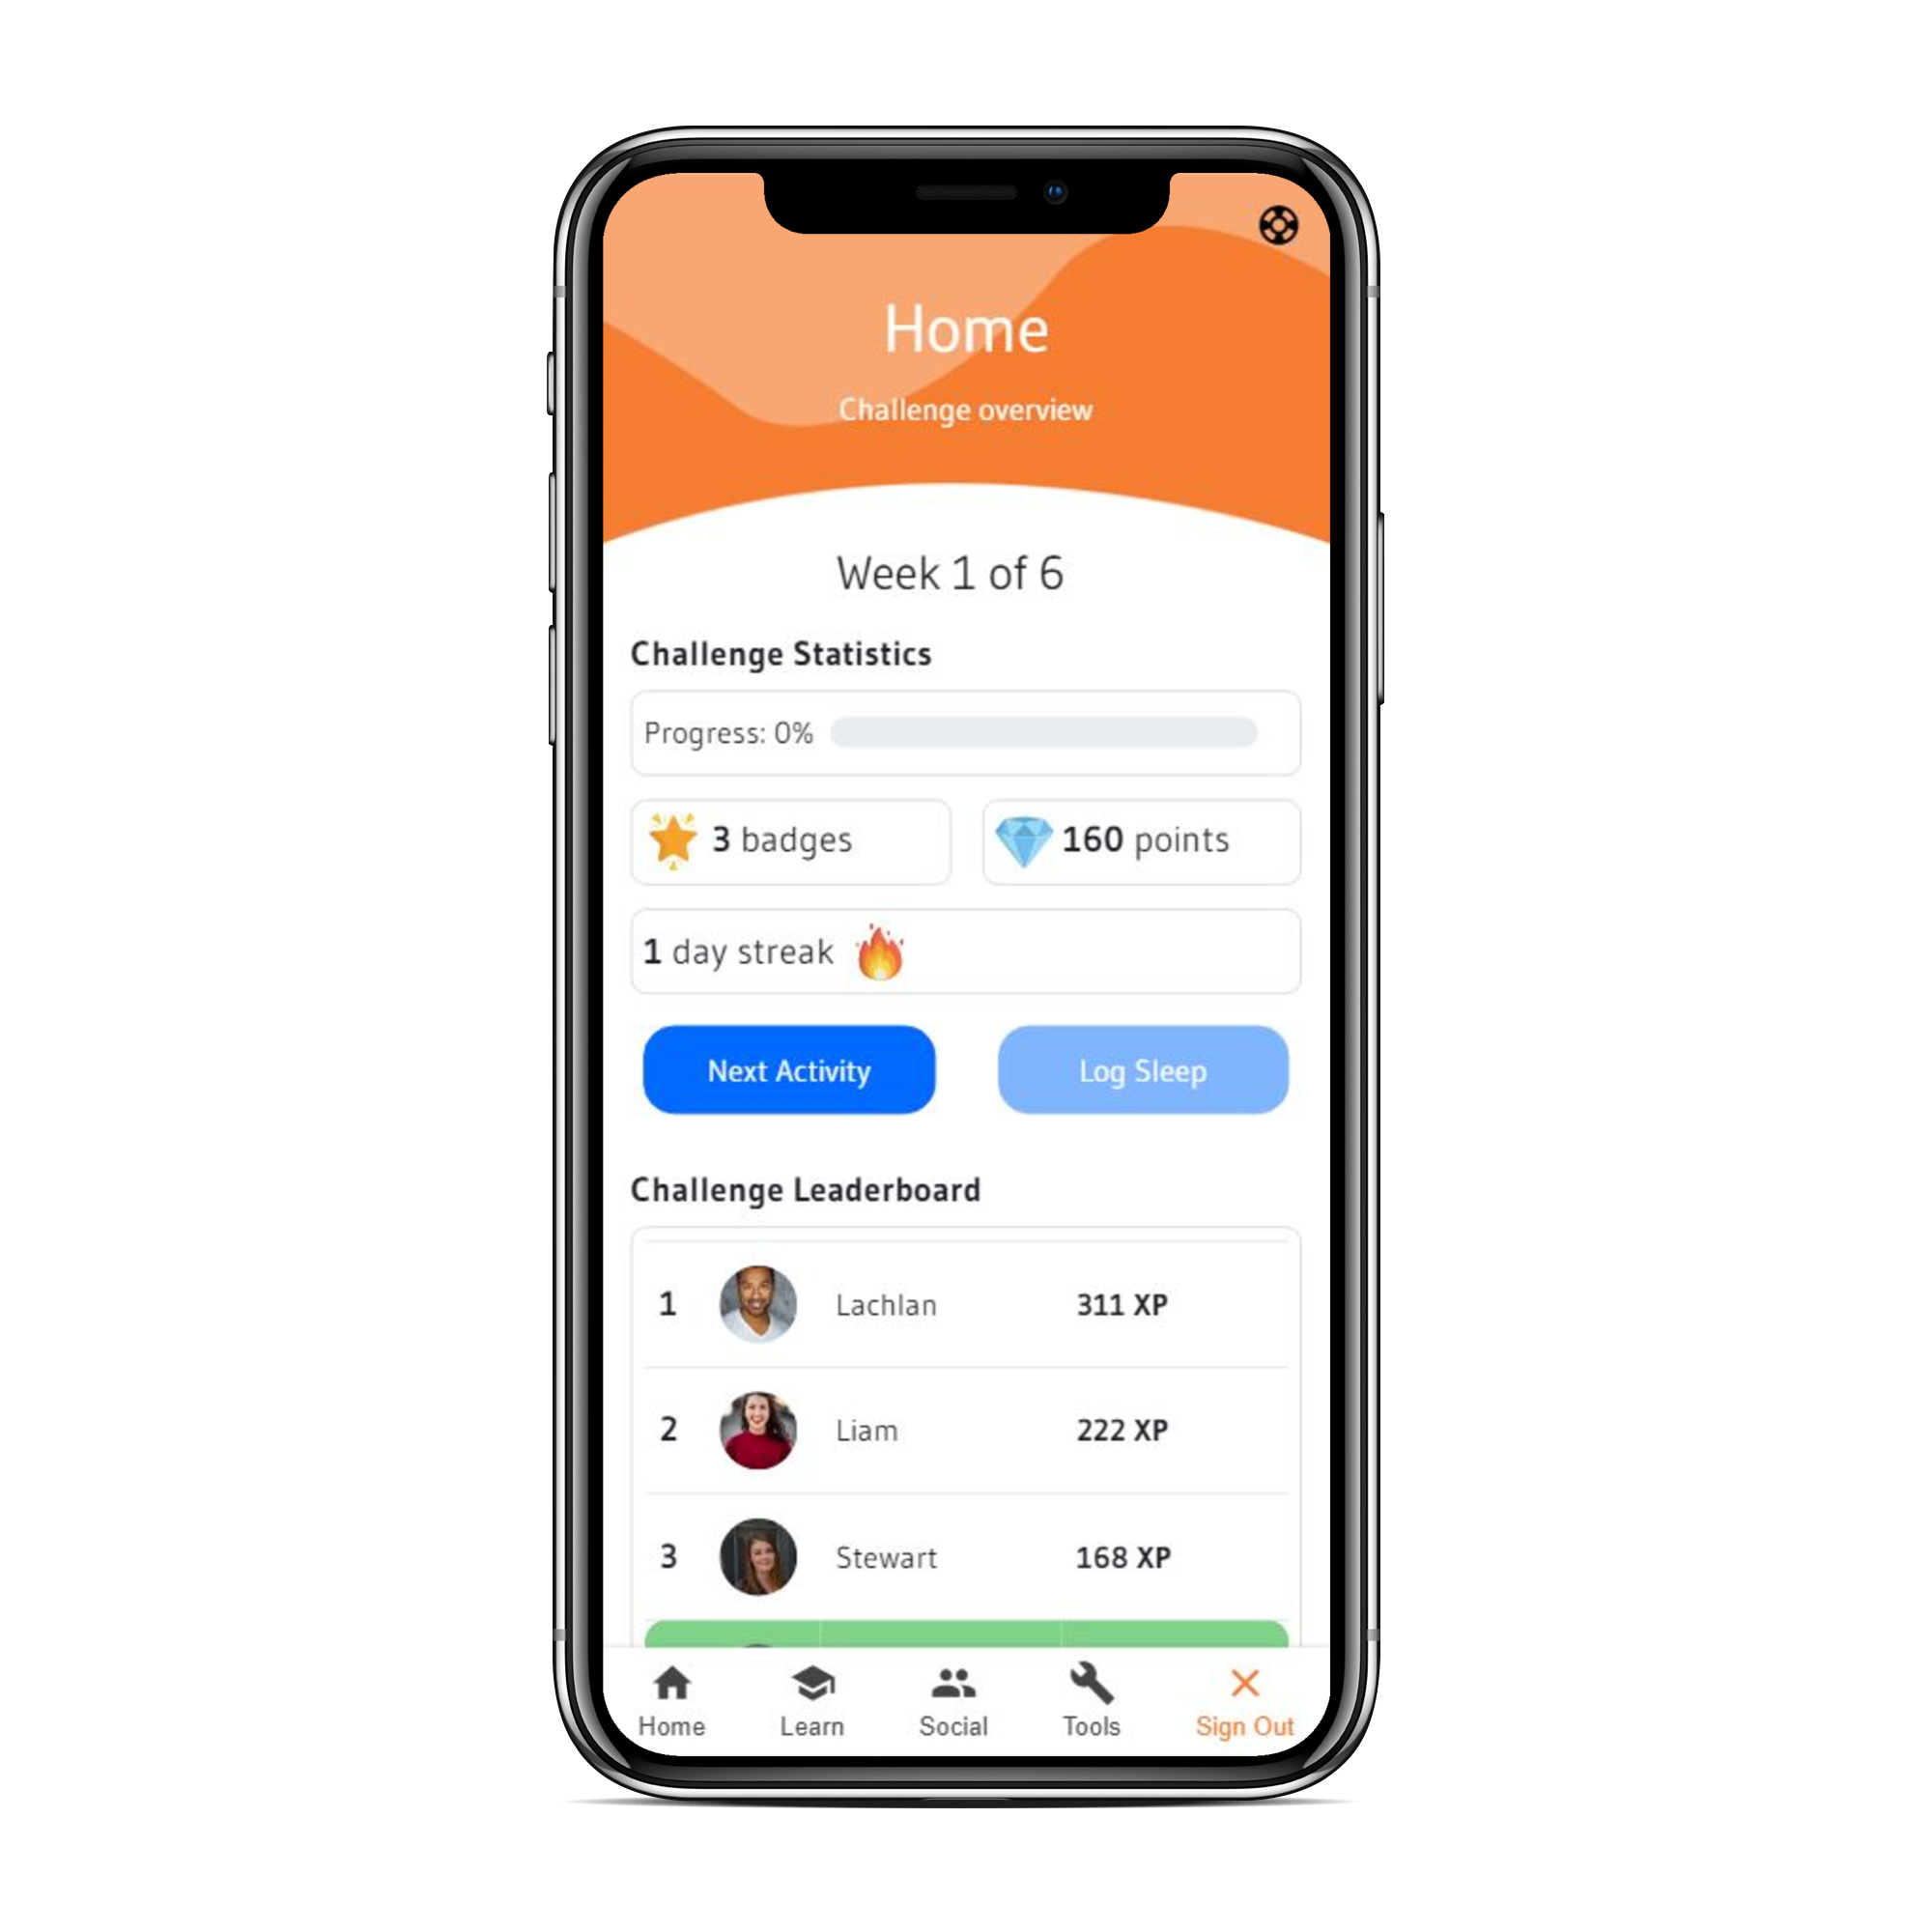 Home
Challenge overview
Week 1 of 6
Challenge Statistics
Progress: 0%
3 badges
160 points
1 day streak
Next Activity
Log Sleep
Challenge Leaderboard
1 Lachlan 311 XP
2 Liam 222 XP
3 Stewart 168 XP
Home
Learn
Social
Tools
Sign Out